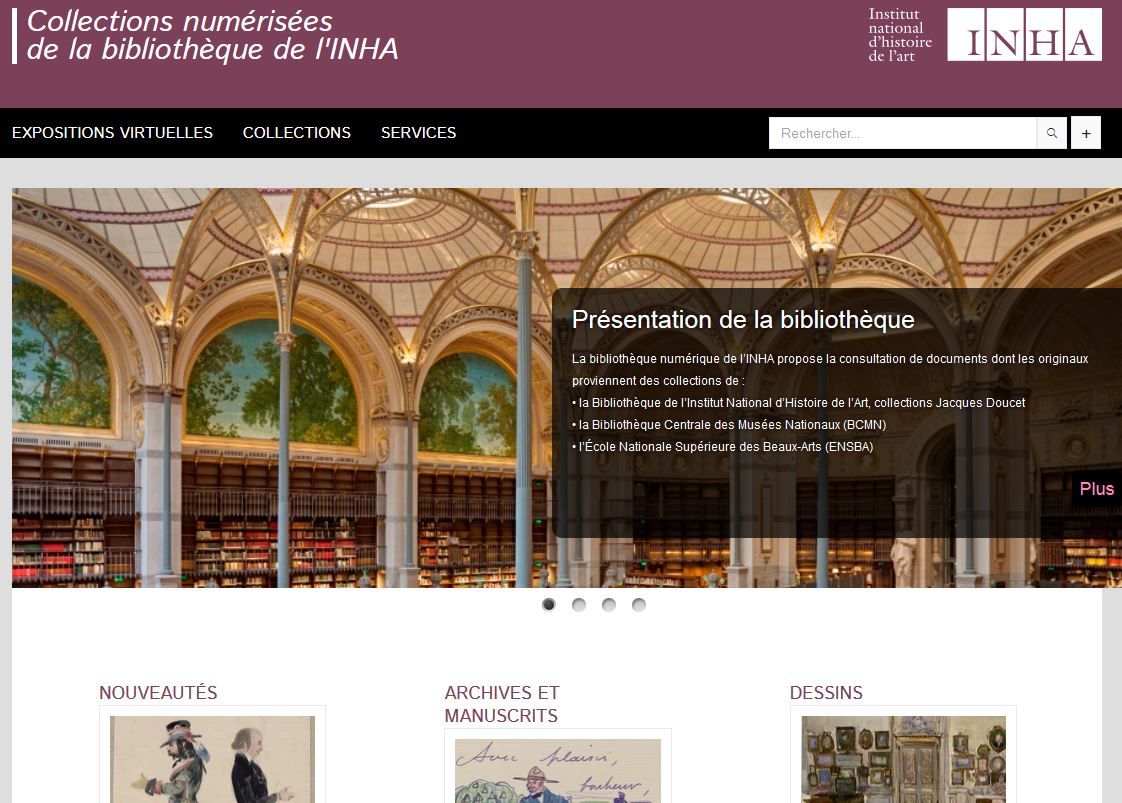 Collections numérisées
de la bibliothèque de l'INHA
Institut
national
d'histoire
de l'art
INHA
EXPOSITIONS VIRTUELLES COLLECTIONS SERVICES
Rechercher...
+
Présentation de la bibliothèque
La bibliothèque numérique de l'INHA propose la consultation de documents dont les originaux
proviennent des collections de :
• la Bibliothèque de l'Institut National d'Histoire de l'Art, collections Jacques Doucet
• la Bibliothèque Centrale des Musées Nationaux (BCMN)
• l'École Nationale Supérieure des Beaux-Arts (ENSBA)
Plus
NOUVEAUTÉS
ARCHIVES ET
MANUSCRITS
DESSINS
Avec plaisir,
bonheur,